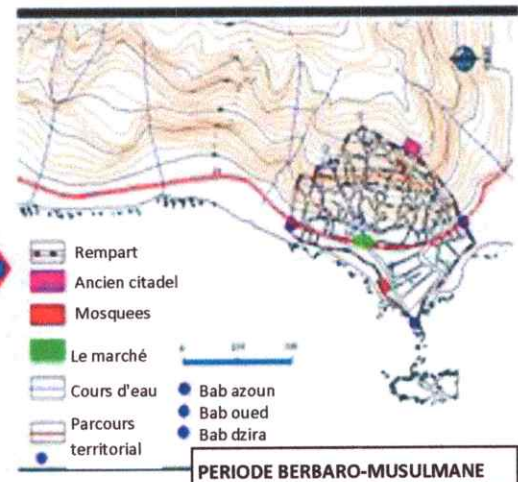 Rempart
Ancien citadel
Mosquees
Le marché
Cours d'eau
Parcours
territorial
Bab azoun
Bab oued
Bab dzira
PERIODE BERBARO-MUSULMANE